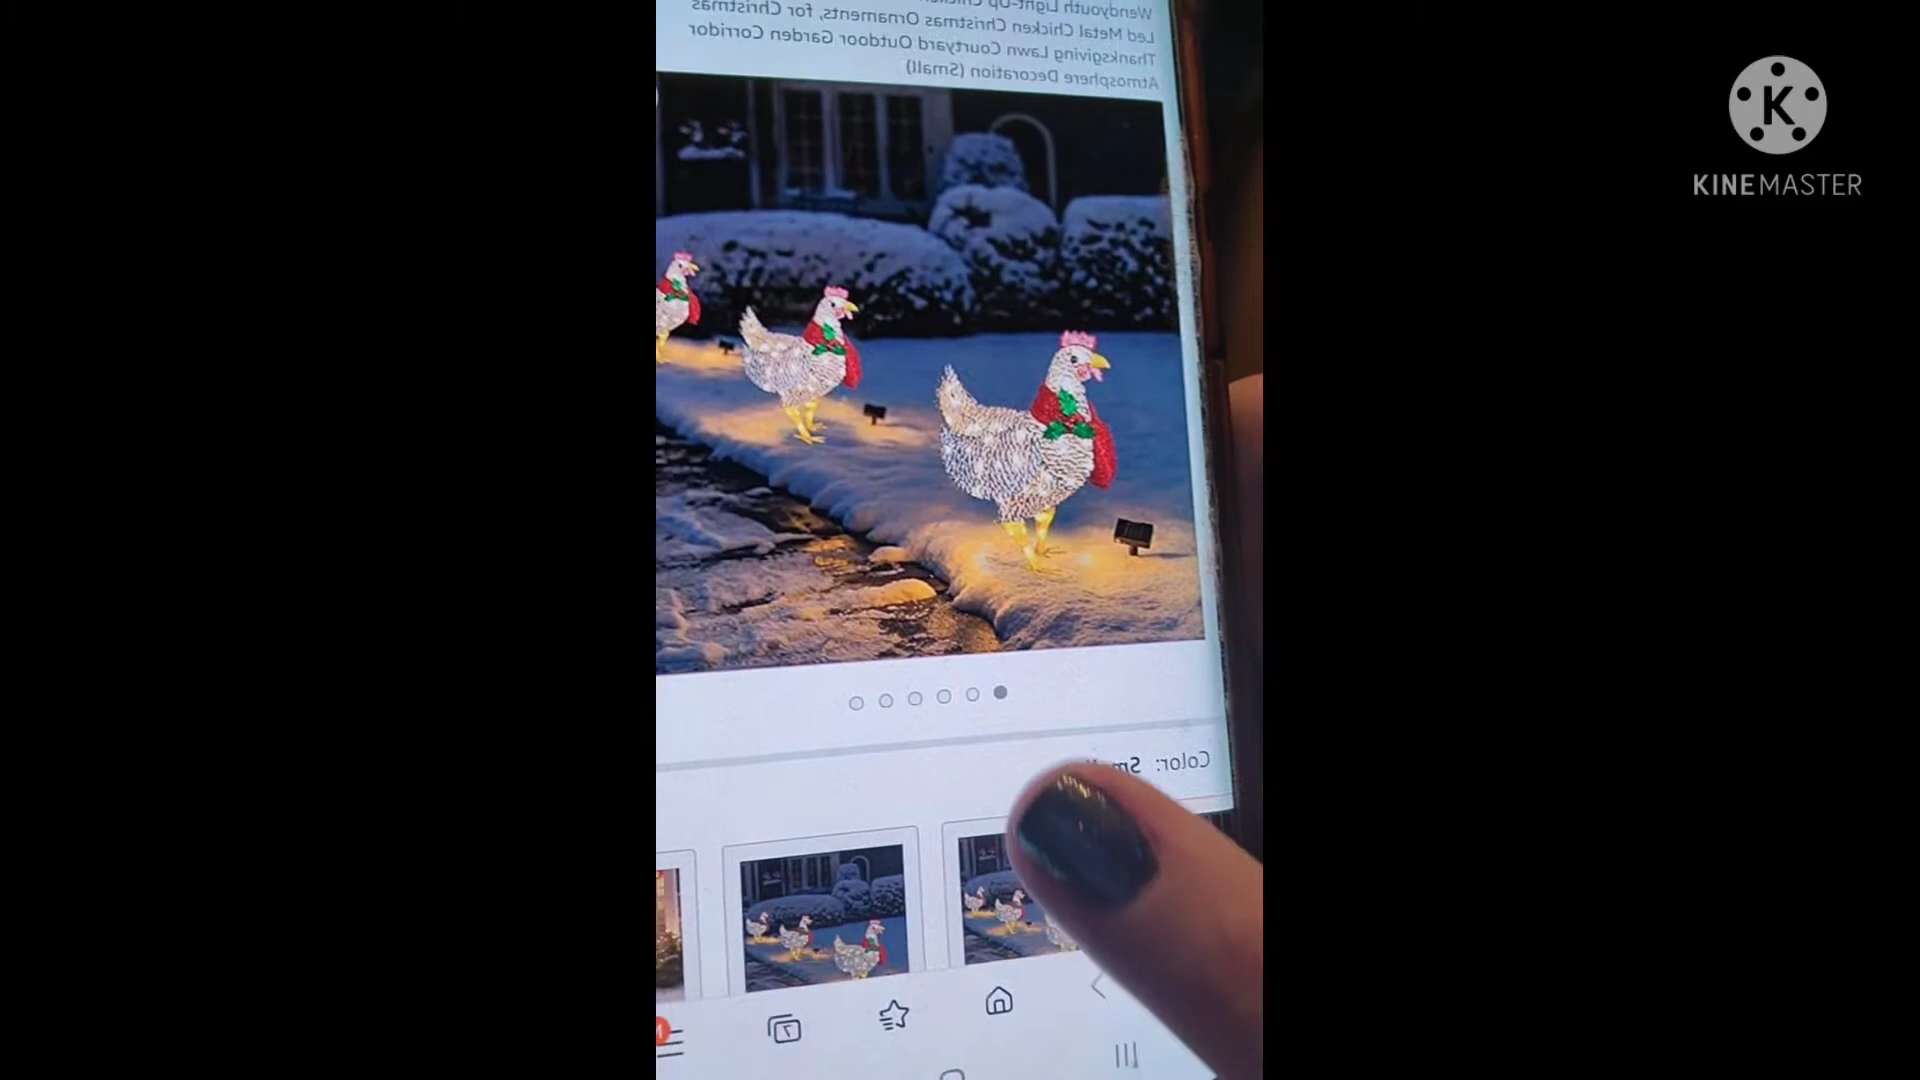 Wendyouth Light-Up
Led Metal Chicken Christmas Ornaments, for Christmas
Thanksgiving Lawn Courtyard Outdoor Garden Corridor
Atmosphere Decoration (Small)
Color:
7
KINEMASTER